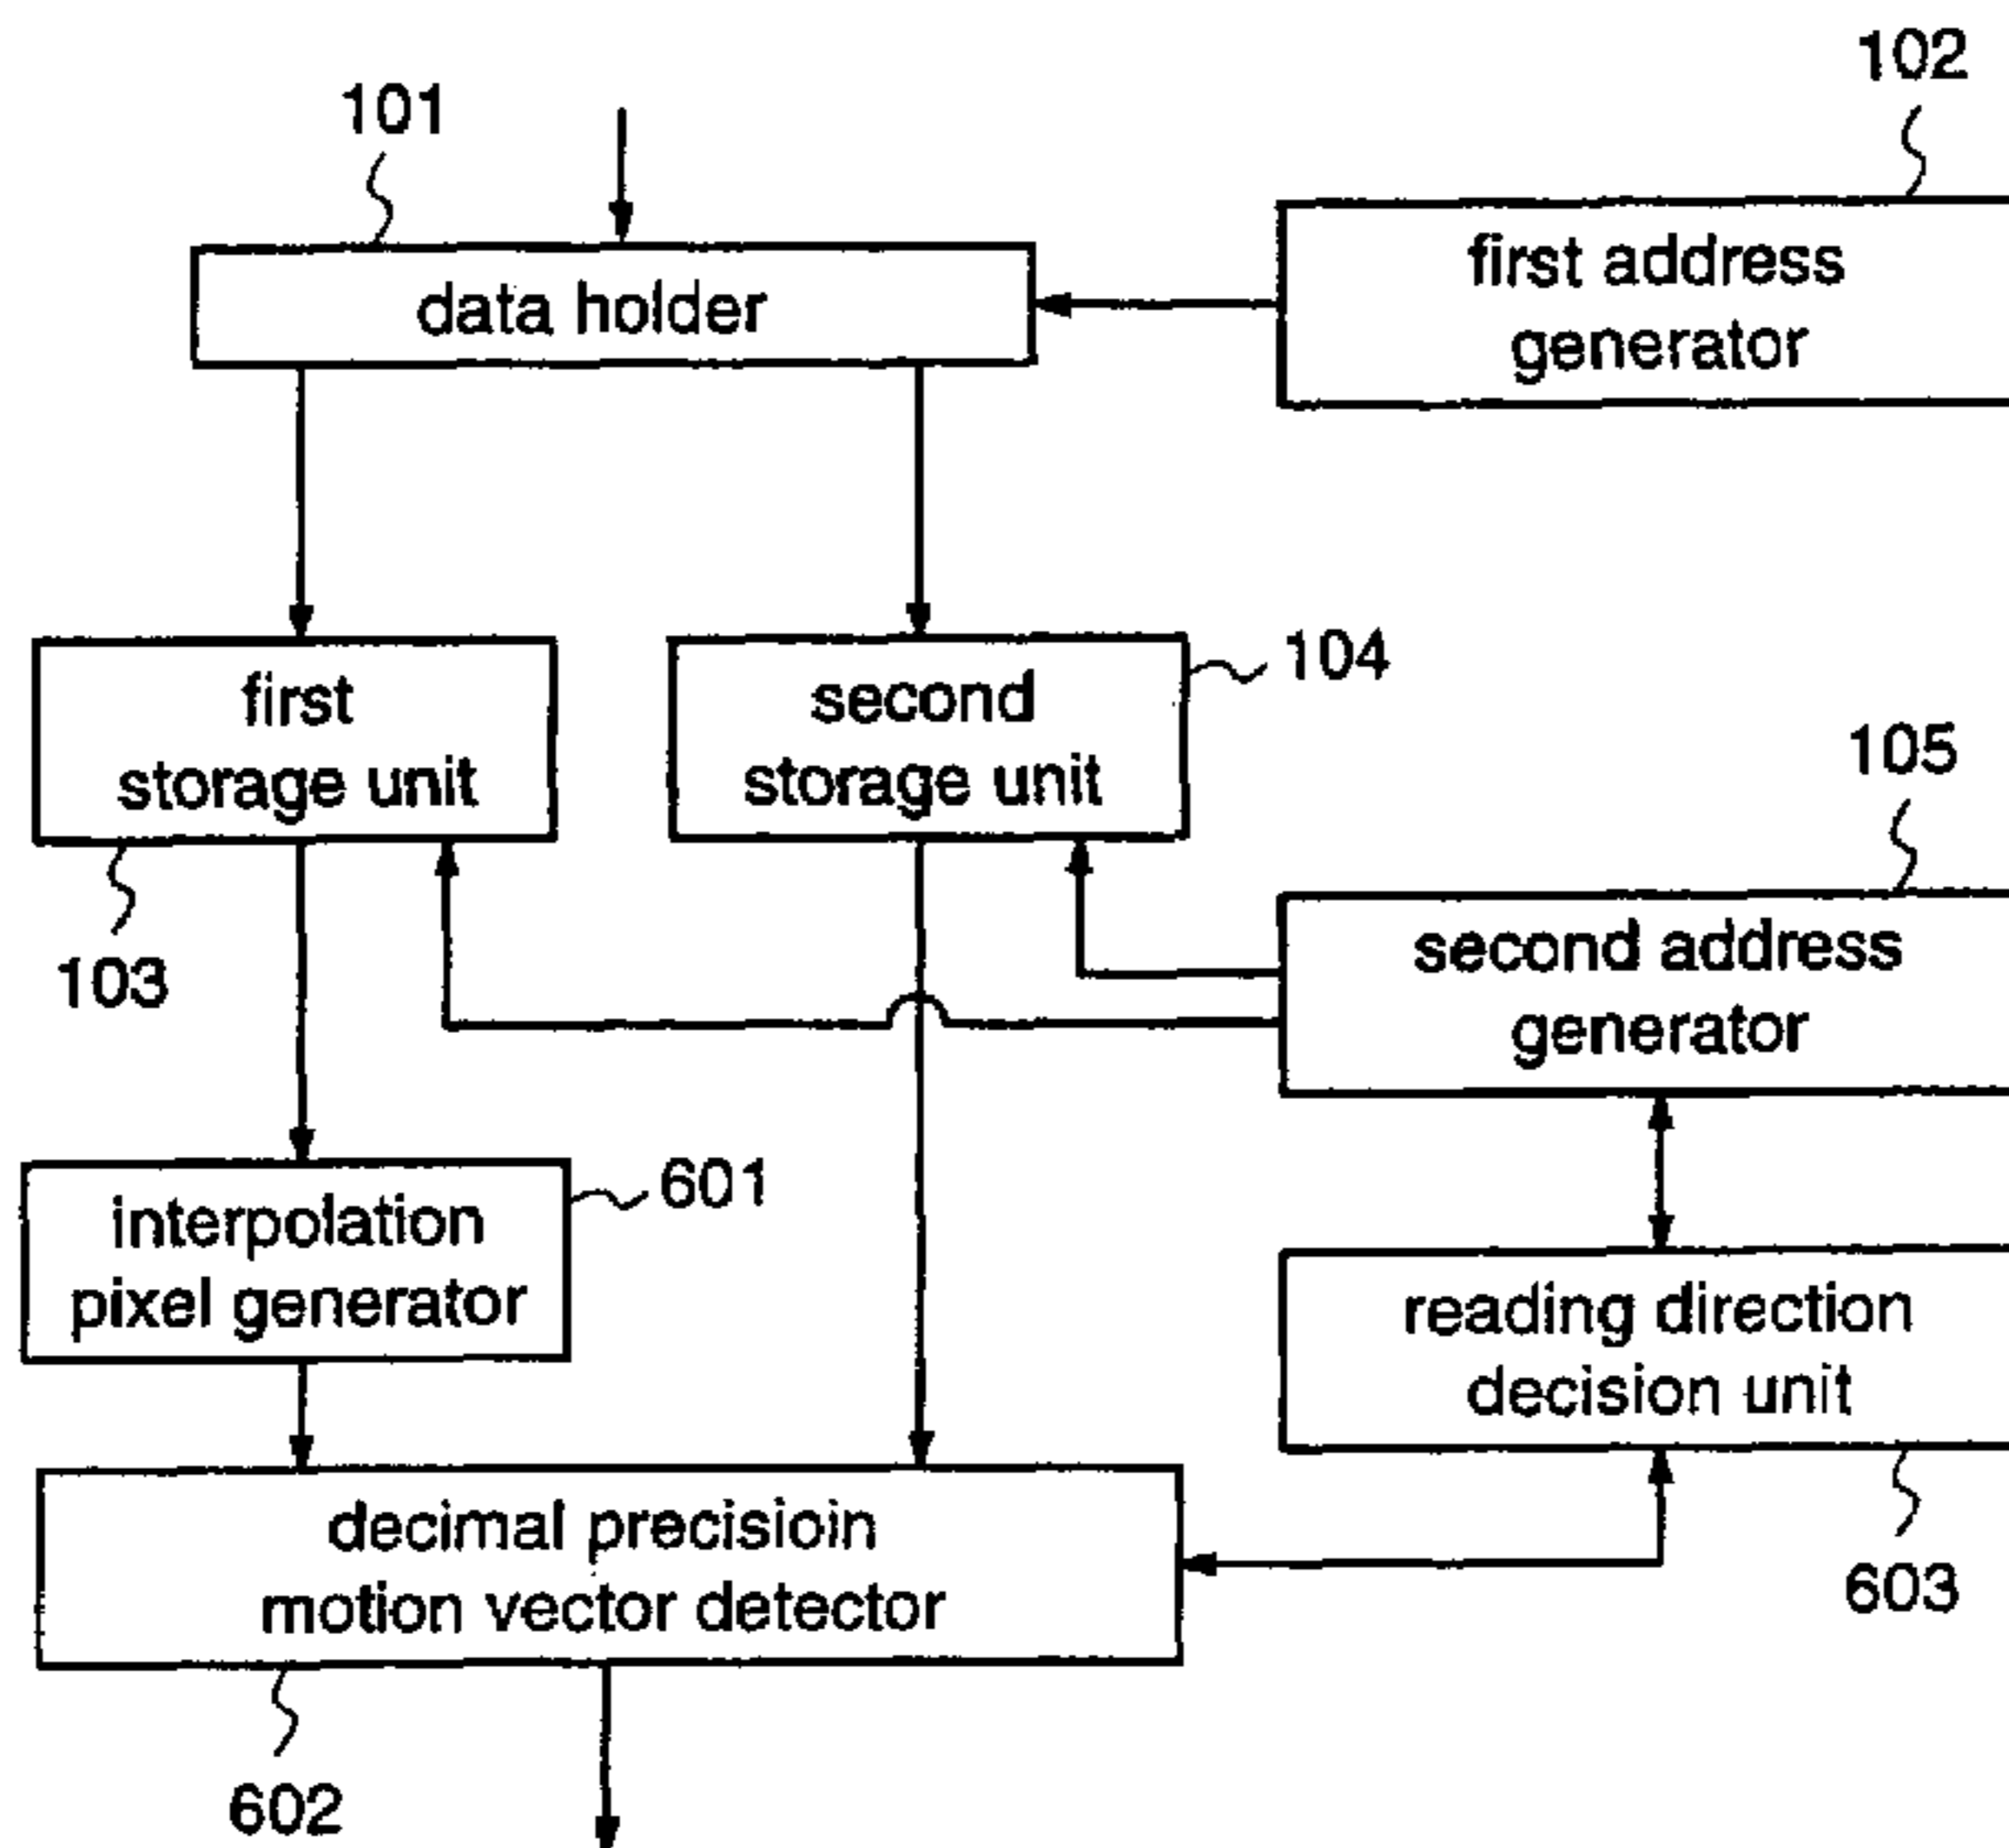 102
101
first address
generator
data holder
first
storage unit
second
storage unit
104
105
103
second address
generator
601
interpolation
pixel generator
reading direction
decision unit
decimal precisioin
motion vector detector
603
602